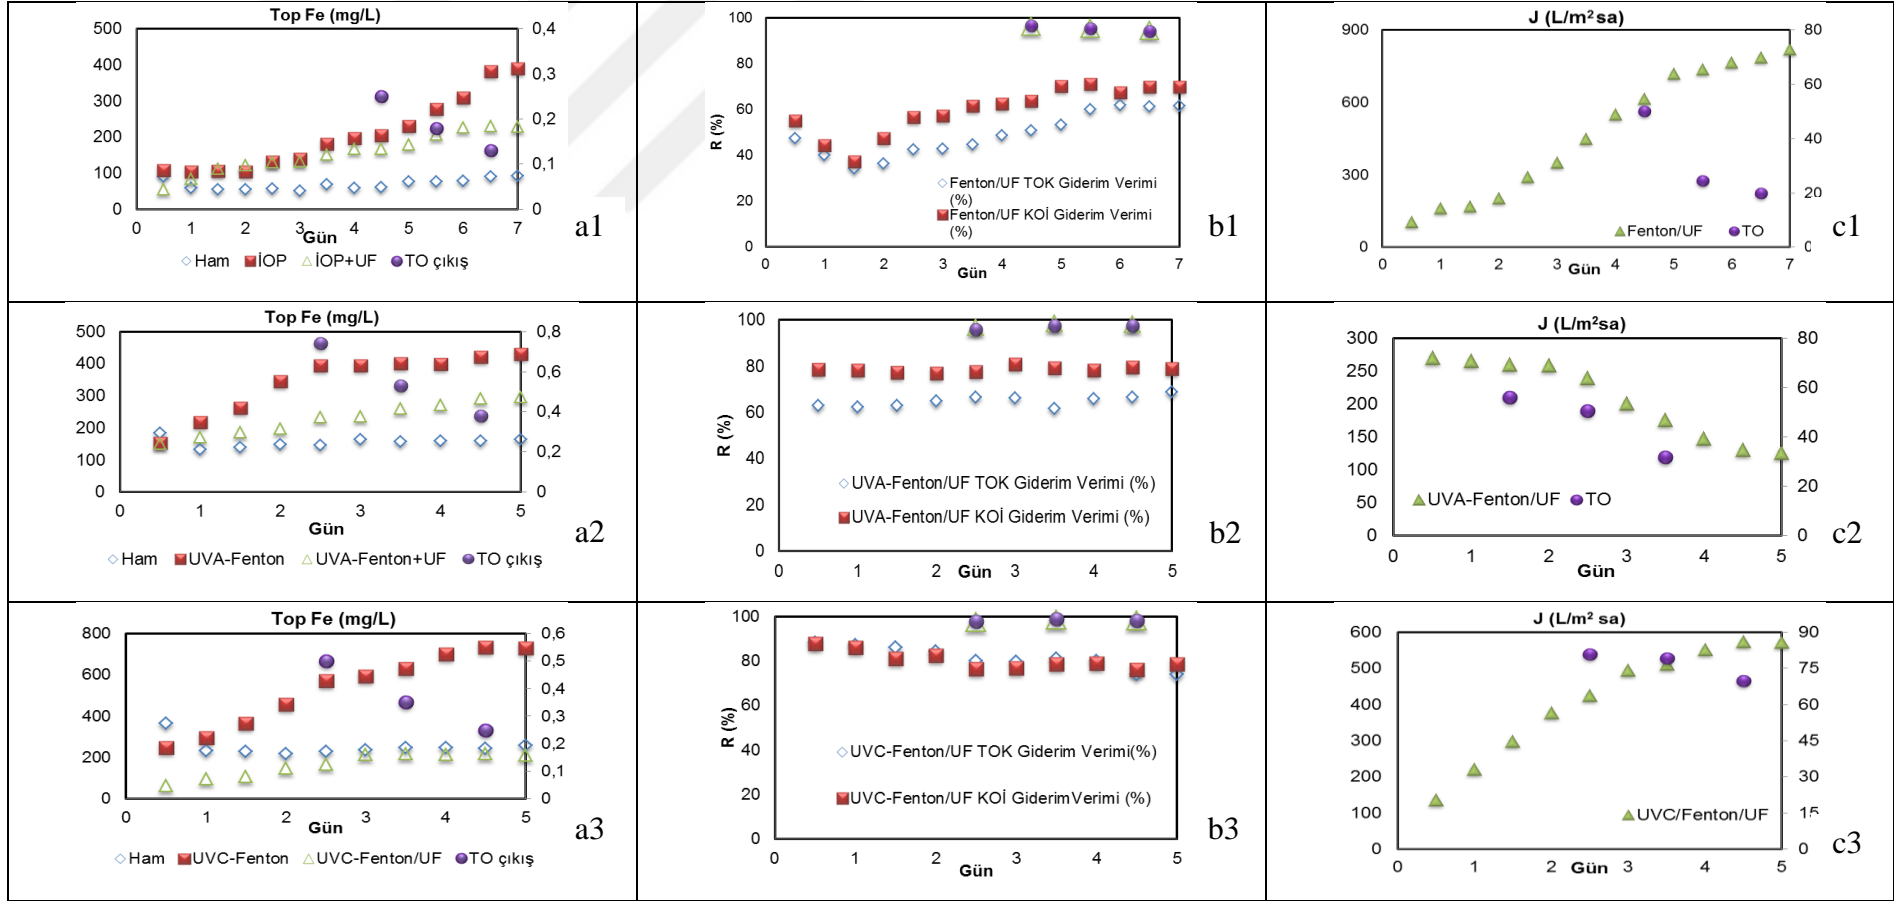 Top Fe (mg/L)
500 400 300 200 100 0
0,4 0,3 0,2 0,1 0
0 1 2 3 4 5 6 7
Gün
Ham İOP İOP+UF TO çıkış
a1
R (%)
100 80 60 40 20 0
Fenton/UF TOK Giderim Verimi
(%)
Fenton/UF KOİ Giderim Verimi
(%)
0 1 2 3 4 5 6 7
Gün
b1
J (L/m² sa)
900 600 300 0
80 60 40 20 0
Fenton/UF TO
0 1 2 3 4 5 6 7
Gün
c1
Top Fe (mg/L)
500 400 300 200 100 0
0,8 0,6 0,4 0,2 0
0 1 2 3 4 5
Gün
Ham UVA-Fenton UVA-Fenton+UF TO çıkış
a2
R (%)
100 80 60 40 20 0
UVA-Fenton/UF TOK Giderim Verimi (%)
UVA-Fenton/UF KOİ Giderim Verimi (%)
0 1 2 Gün 3 4 5
b2
J (L/m²sa)
300 250 200 150 100 50 0
80 60 40 20 0
UVA-Fenton/UF TO
0 1 2 3 4 5
Gün
c2
Top Fe (mg/L)
800 600 400 200 0
0,6 0,5 0,4 0,3 0,2 0,1 0
0 1 2 3 4 5
Gün
Ham UVC-Fenton UVC-Fenton/UF TO çıkış
a3
R (%)
100 80 60 40 20 0
UVC-Fenton/UF TOK Giderim Verimi(%)
UVC-Fenton/UF KOİ GiderimVerimi (%)
0 1 2 3 4 5
Gün
b3
J (L/m² sa)
600 500 400 300 200 100 0
90 75 60 45 30 15 0
UVC/Fenton/UF
0 1 2 Gün 3 4 5
c3